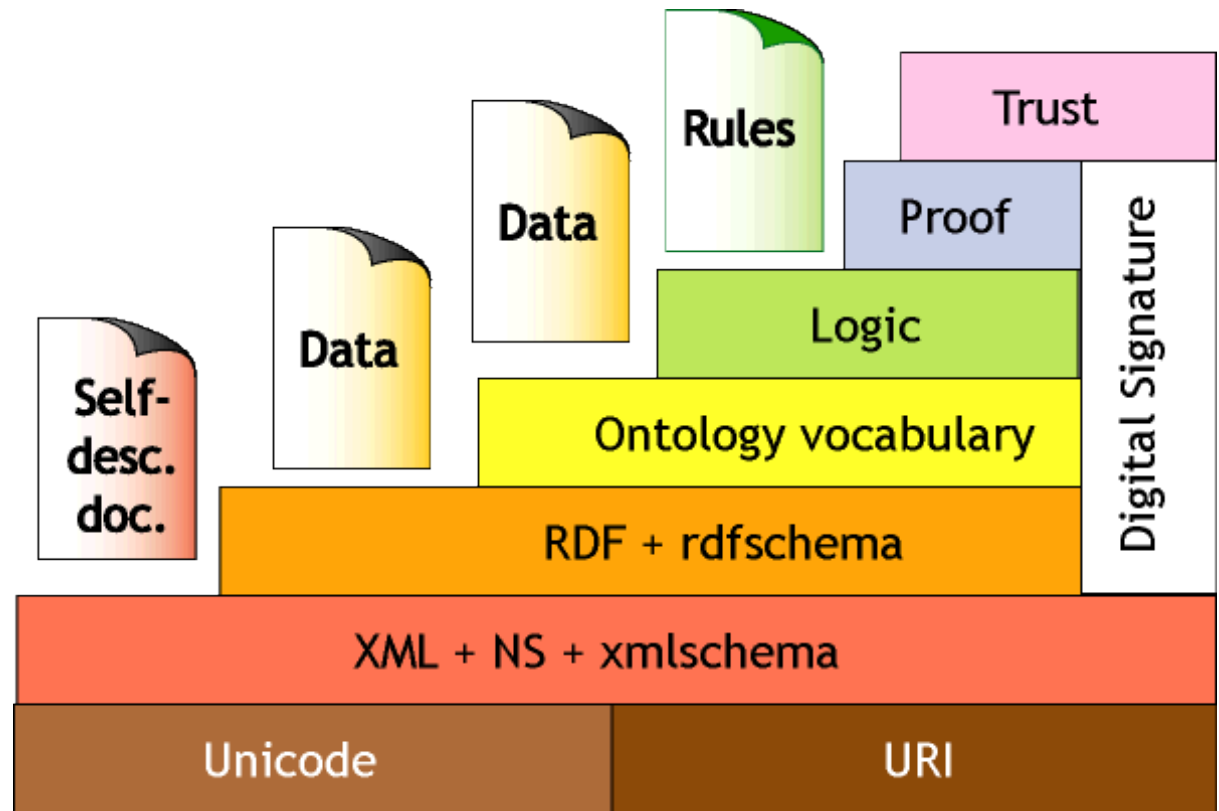 Rules
Trust
Data
Proof
Digital Signature
Data
Logic
Self-
desc.
doc.
Ontology vocabulary
RDF + rdfschema
XML + NS + xmlschema
Unicode
URI